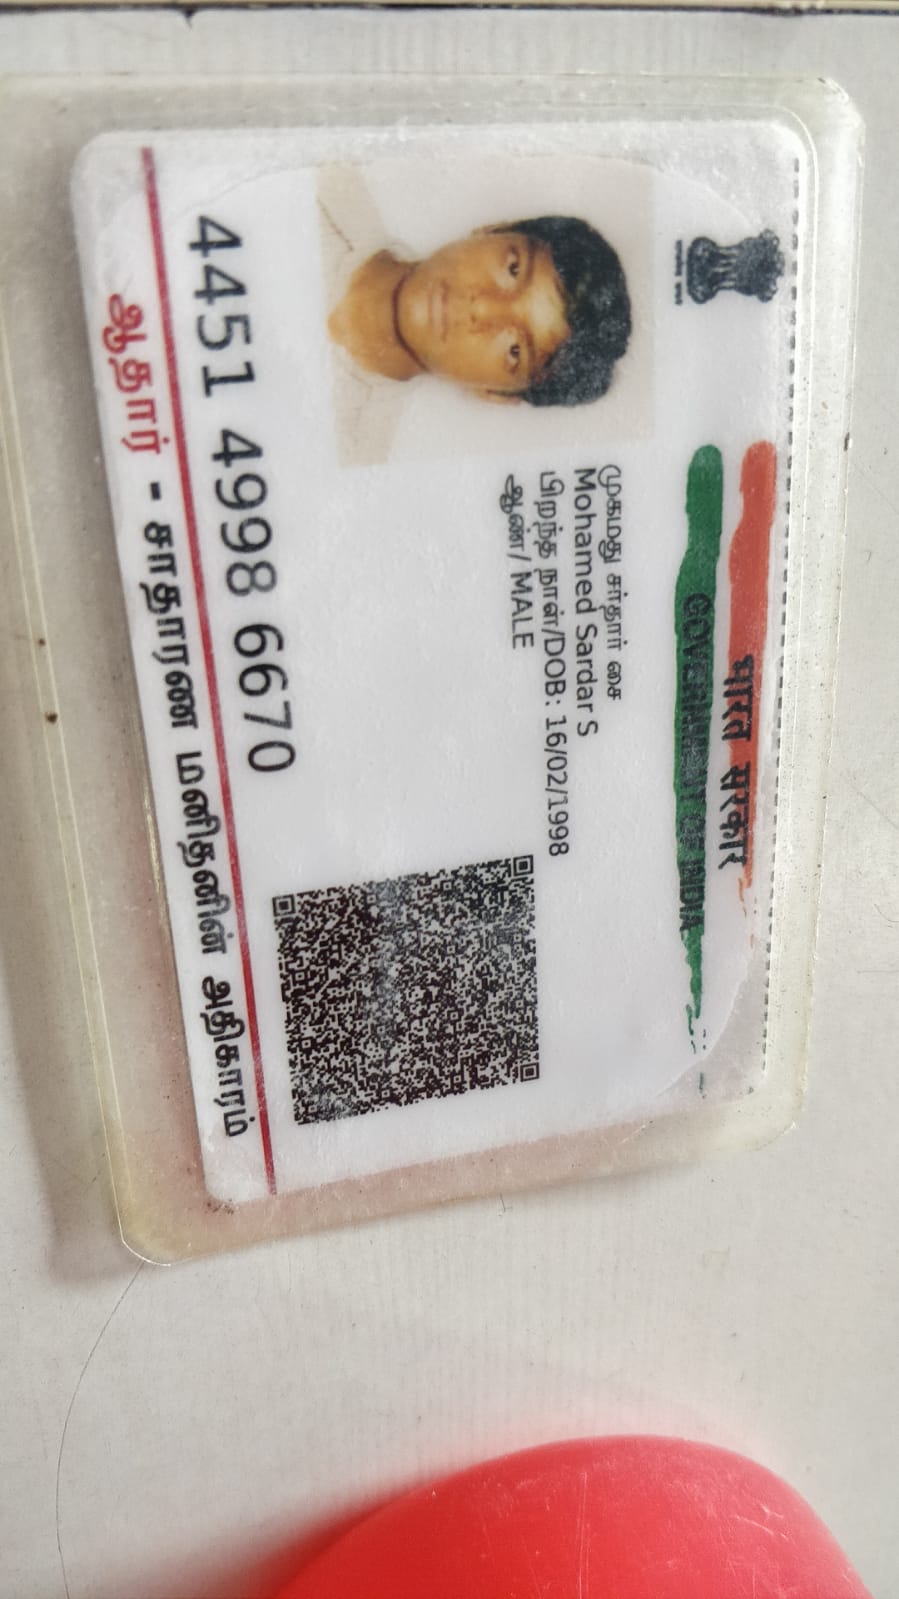 भारत सरकार
GOVERNMENT OF INDIA
முகமது சர்தார் சை
Mohamed Sardar S
பிறந்த நாள்/DOB: 16/02/1998
ஆண்/ MALE
4451 4998 6670
ஆதார் - சாதாரண மனிதனின் அதிகாரம்